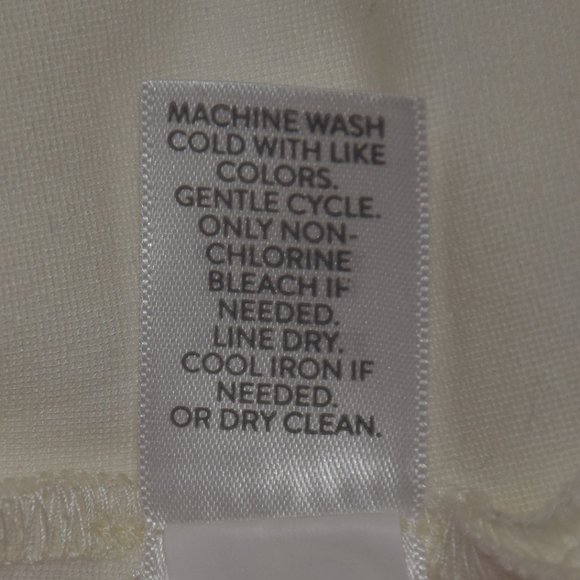 MACHINE WASH
COLD WITH LIKE
COLORS.
GENTLE CYCLE.
ONLY NON-
CHLORINE
BLEACH IF
NEEDED.
LINE DRY.
COOL IRON IF
NEEDED.
OR DRY CLEAN.